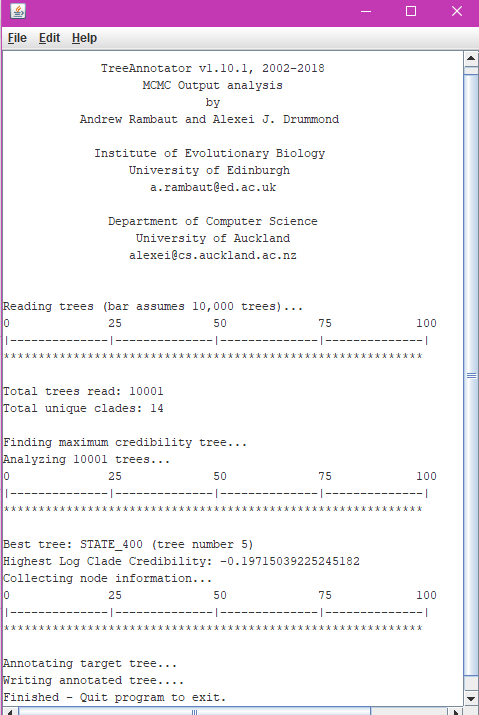 File Edit Help
TreeAnnotator v1.10.1, 2002-2018
MCMC Output analysis
by
Andrew Rambaut and Alexei J. Drummond
Institute of Evolutionary Biology
University of Edinburgh
a.rambaut@ed.ac.uk
Department of Computer Science
University of Auckland
alexei@cs.auckland.ac.nz
Reading trees (bar assumes 10,000 trees)...
0 25 50 75 100
|--------------|--------------|--------------|--------------|
************************************************************
Total trees read: 10001
Total unique clades: 14
Finding maximum credibility tree...
Analyzing 10001 trees...
0 25 50 75 100
|--------------|--------------|--------------|--------------|
************************************************************
Best tree: STATE_400 (tree number 5)
Highest Log Clade Credibility: -0.19715039225245182
Collecting node information...
0 25 50 75 100
|--------------|--------------|--------------|--------------|
************************************************************
Annotating target tree...
Writing annotated tree....
Finished - Quit program to exit.